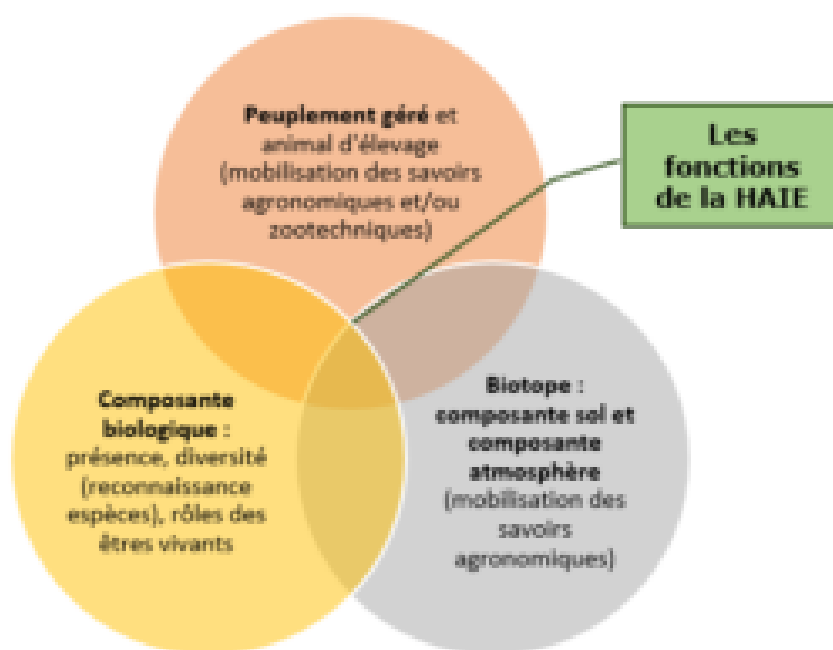 Peuplement géré et
animal d'élevage
(mobilisation des savoirs
agronomiques et/ou
zootechniques)
Les
fonctions
de la HAIE
Composante
biologique :
présence, diversité
(reconnaissance
espèces), rôles des
êtres vivants
Biotope :
composante sol et
composante
atmosphère
(mobilisation des
savoirs
agronomiques)